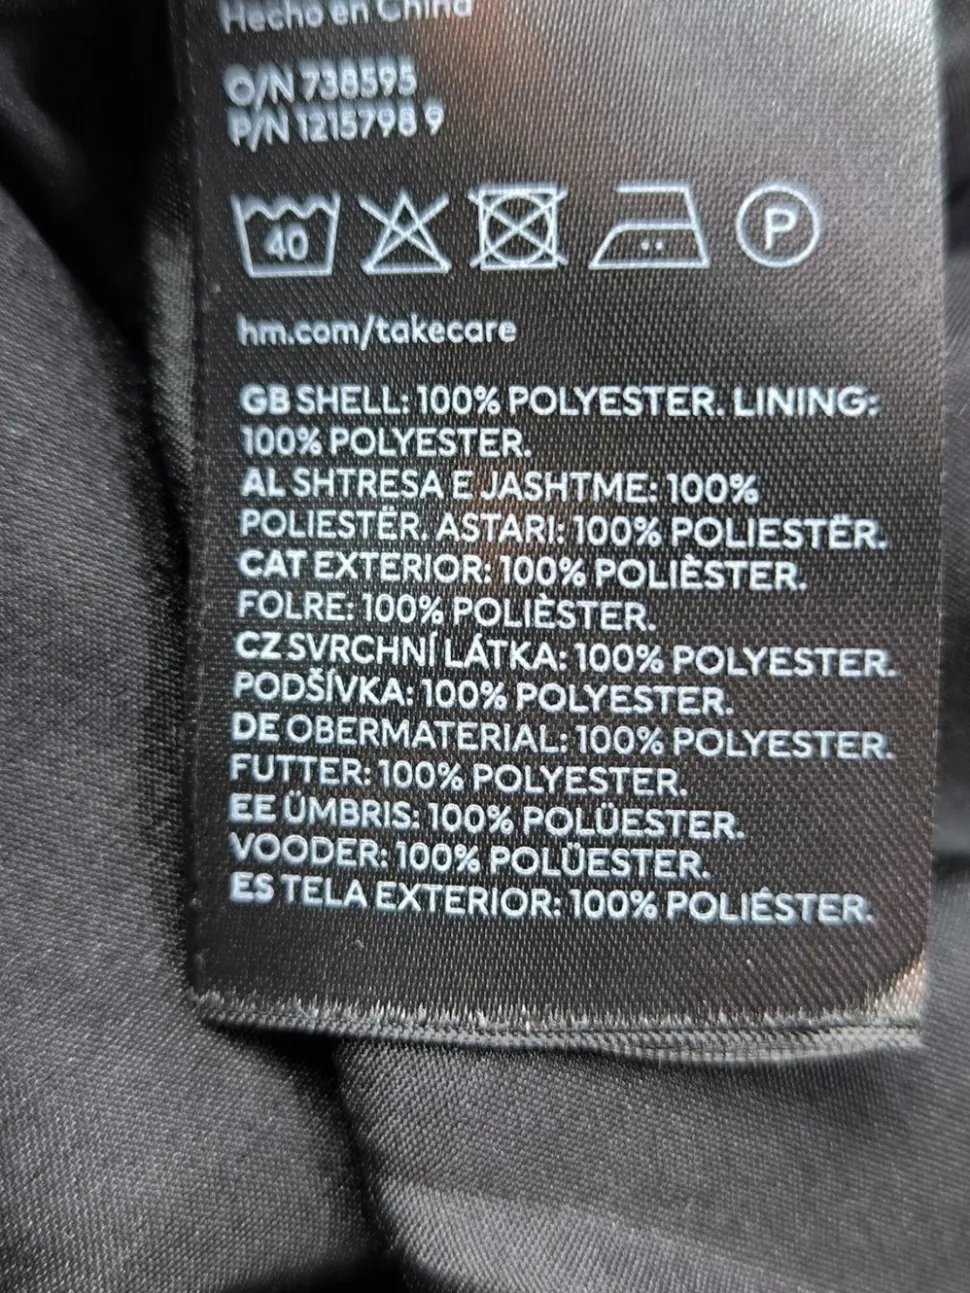 Hecho en China
O/N 738595
P/N 1215798 9
40 P
hm.com/takecare
GB SHELL: 100% POLYESTER. LINING:
100% POLYESTER.
AL SHTRESA E JASHTME: 100%
POLIESTËR. ASTARI: 100% POLIESTËR.
CAT EXTERIOR: 100% POLIÈSTER.
FOLRE: 100% POLIÈSTER.
CZ SVRCHNÍ LÁTKA: 100% POLYESTER.
PODŠÍVKA: 100% POLYESTER.
DE OBERMATERIAL: 100% POLYESTER.
FUTTER: 100% POLYESTER.
EE ÜMBRIS: 100% POLÜESTER.
VOODER: 100% POLÜESTER.
ES TELA EXTERIOR: 100% POLIÉSTER.